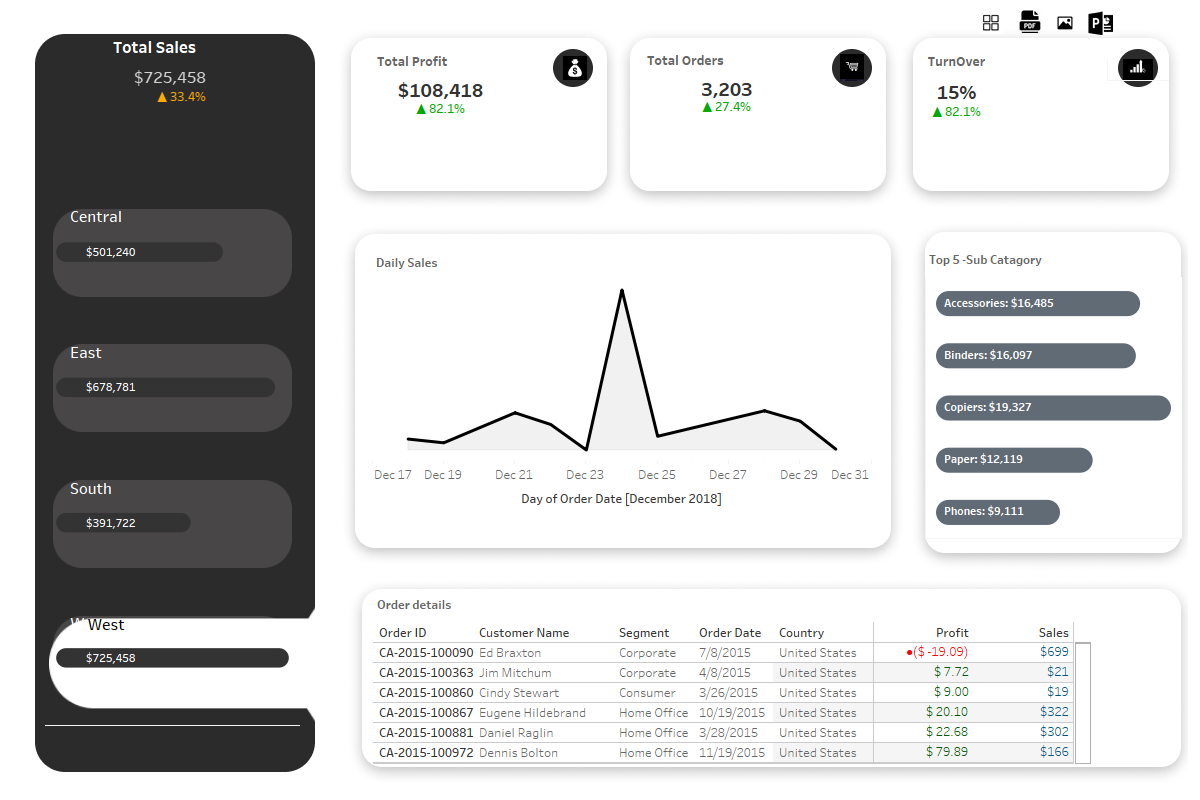 PDF
P
Total Sales
$725,458
▲33.4%
Central
$501,240
East
$678,781
South
$391,722
West
$725,458
Total Profit
$108,418
▲82.1%
$
Total Orders
3,203
▲27.4%
TurnOver
15%
▲82.1%
Daily Sales
Dec 17 Dec 19 Dec 21 Dec 23 Dec 25 Dec 27 Dec 29 Dec 31
Day of Order Date [December 2018]
Top 5 -Sub Catagory
Accessories: $16,485
Binders: $16,097
Copiers: $19,327
Paper: $12,119
Phones: $9,111
Order details
Order ID Customer Name Segment Order Date Country Profit Sales
CA-2015-100090 Ed Braxton Corporate 7/8/2015 United States ●($ -19.09) $699
CA-2015-100363 Jim Mitchum Corporate 4/8/2015 United States $ 7.72 $21
CA-2015-100860 Cindy Stewart Consumer 3/26/2015 United States $ 9.00 $19
CA-2015-100867 Eugene Hildebrand Home Office 10/19/2015 United States $ 20.10 $322
CA-2015-100881 Daniel Raglin Home Office 3/28/2015 United States $ 22.68 $302
CA-2015-100972 Dennis Bolton Home Office 11/19/2015 United States $ 79.89 $166